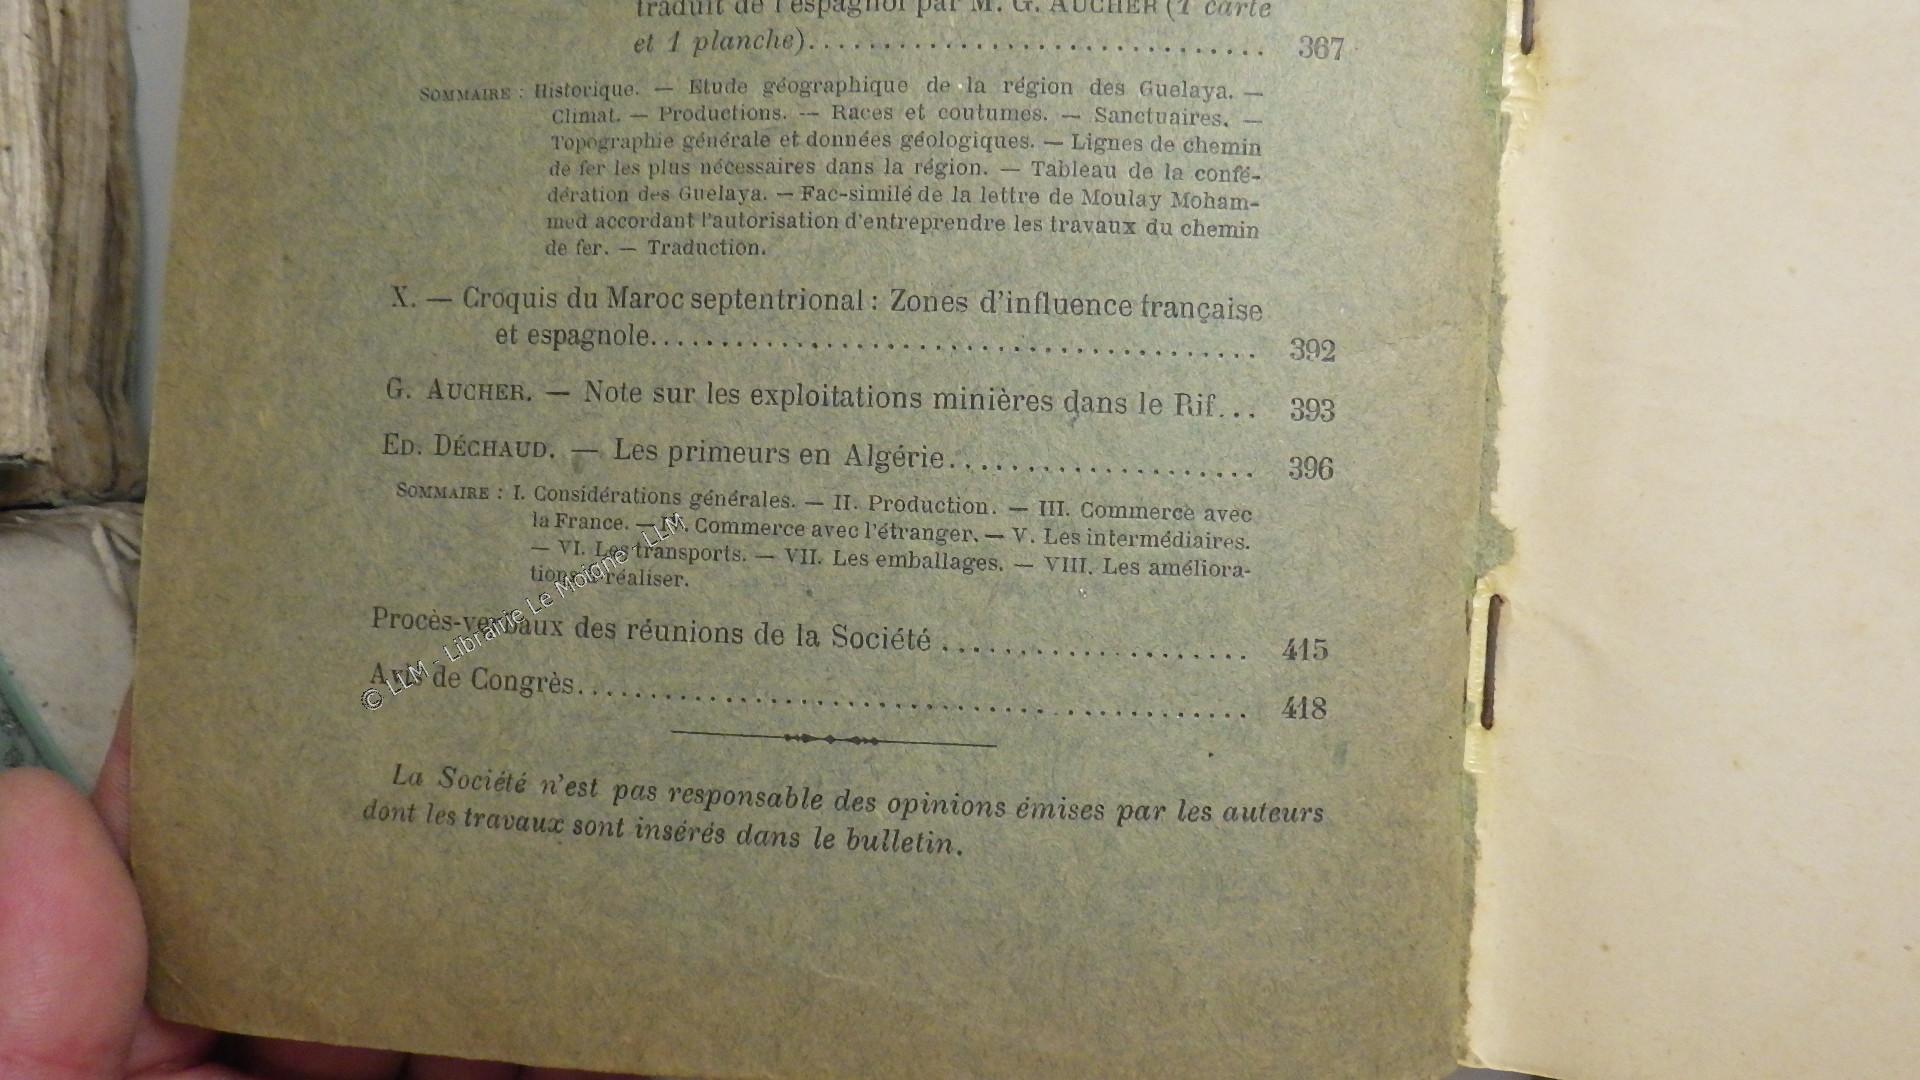 traduit de l'espagnol par M. G. AUCHER (1 carte
et 1 planche)............................... 367
SOMMAIRE : Historique. — Etude géographique de la région des Guelaya. —
Climat. — Productions. — Races et coutumes. — Sanctuaires. —
Topographie générale et données géologiques. — Lignes de chemin
de fer les plus nécessaires dans la région. — Tableau de la confé-
dération des Guelaya. — Fac-similé de la lettre de Moulay Moham-
med accordant l'autorisation d'entreprendre les travaux du chemin
de fer. — Traduction.
X. — Croquis du Maroc septentrional : Zones d'influence française
et espagnole.................................. 392
G. AUCHER. — Note sur les exploitations minières dans le Rif... 393
ED. DÉCHAUD. — Les primeurs en Algérie................. 396
SOMMAIRE : I. Considérations générales. — II. Production. — III. Commerce avec
la France. — IV. Commerce avec l'étranger. — V. Les intermédiaires.
— VI. Les transports. — VII. Les emballages. — VIII. Les améliora-
tions à réaliser.
Procès-verbaux des réunions de la Société ................. 415
Avis de Congrès.................................... 418
La Société n'est pas responsable des opinions émises par les auteurs
dont les travaux sont insérés dans le bulletin.
© LLM - Librairie Le Moigne - LLM